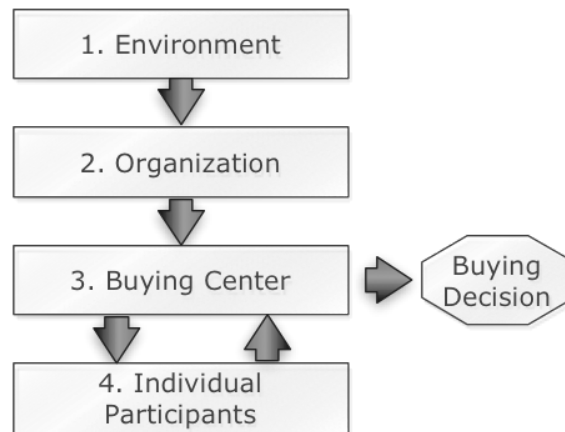 1. Environment
2. Organization
3. Buying Center
Buying
Decision
4. Individual
Participants